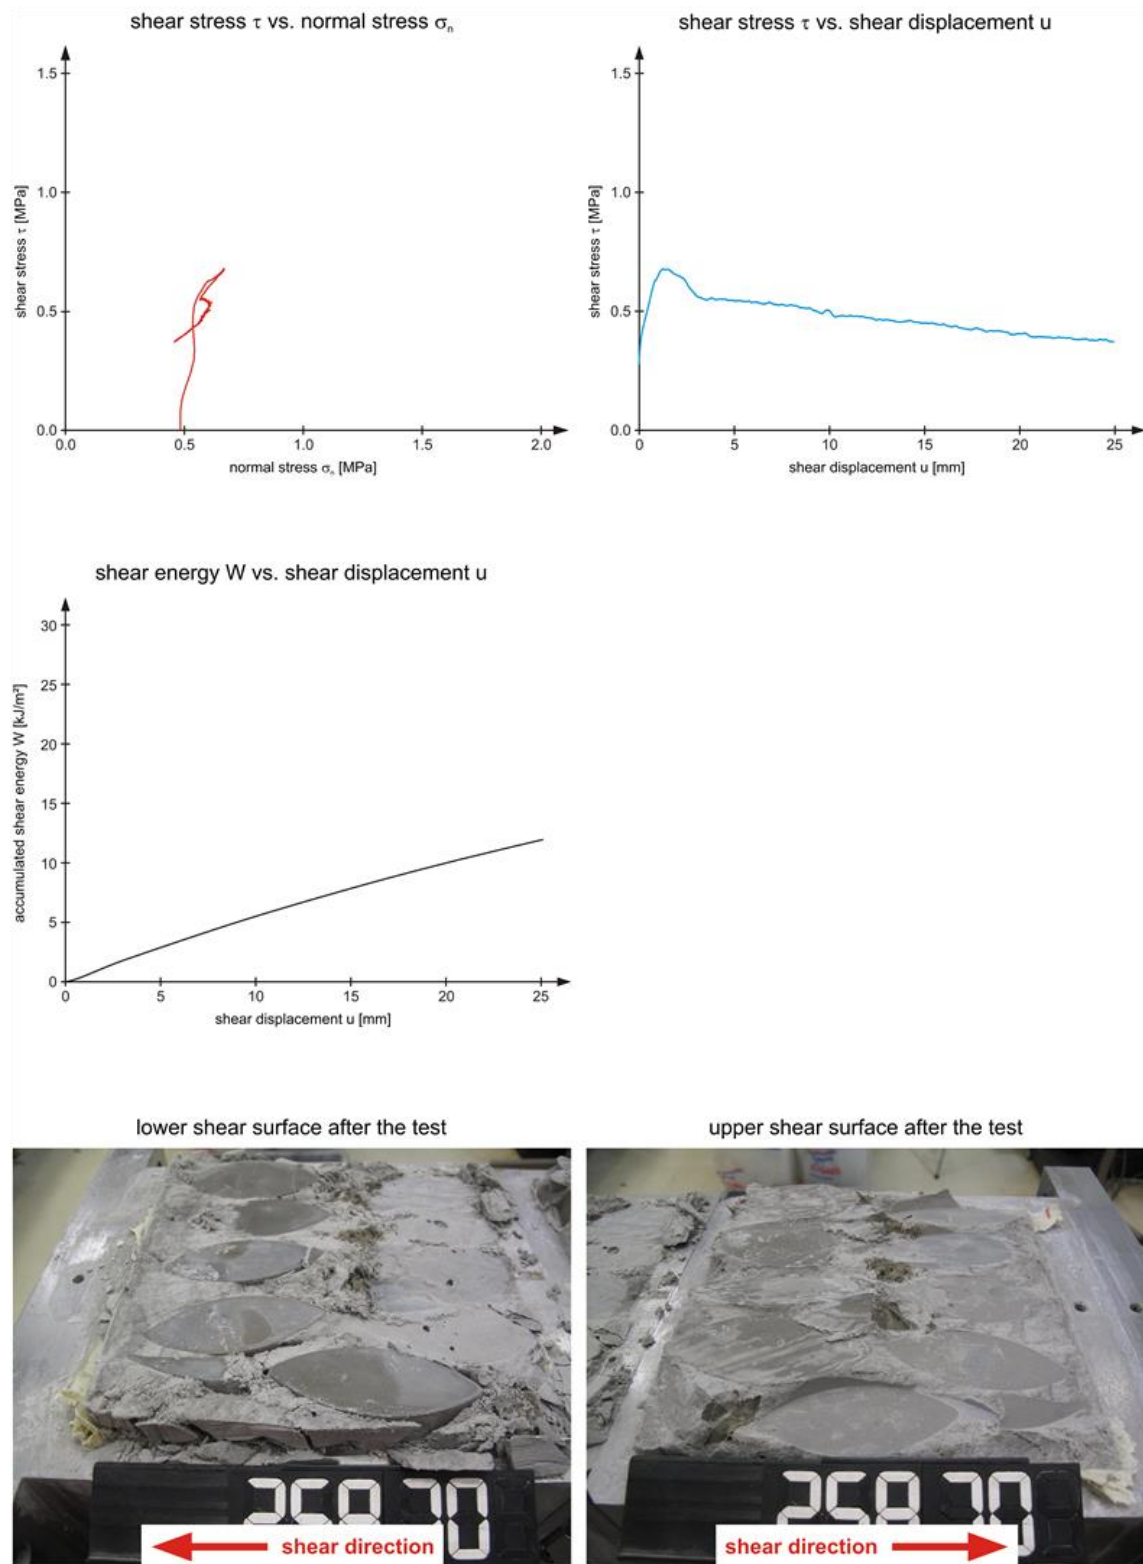 shear stress τ vs. normal stress σn
shear stress τ vs. shear displacement u
1.5
1.0
0.5
0.0
shear stress τ [MPa]
0.0 0.5 1.0 1.5 2.0
normal stress σn [MPa]
1.5
1.0
0.5
0.0
shear stress τ [MPa]
0 5 10 15 20 25
shear displacement u [mm]
shear energy W vs. shear displacement u
30
25
20
15
10
5
0
accumulated shear energy W [kJ/m²]
0 5 10 15 20 25
shear displacement u [mm]
lower shear surface after the test
upper shear surface after the test
258 70
shear direction
258 70
shear direction